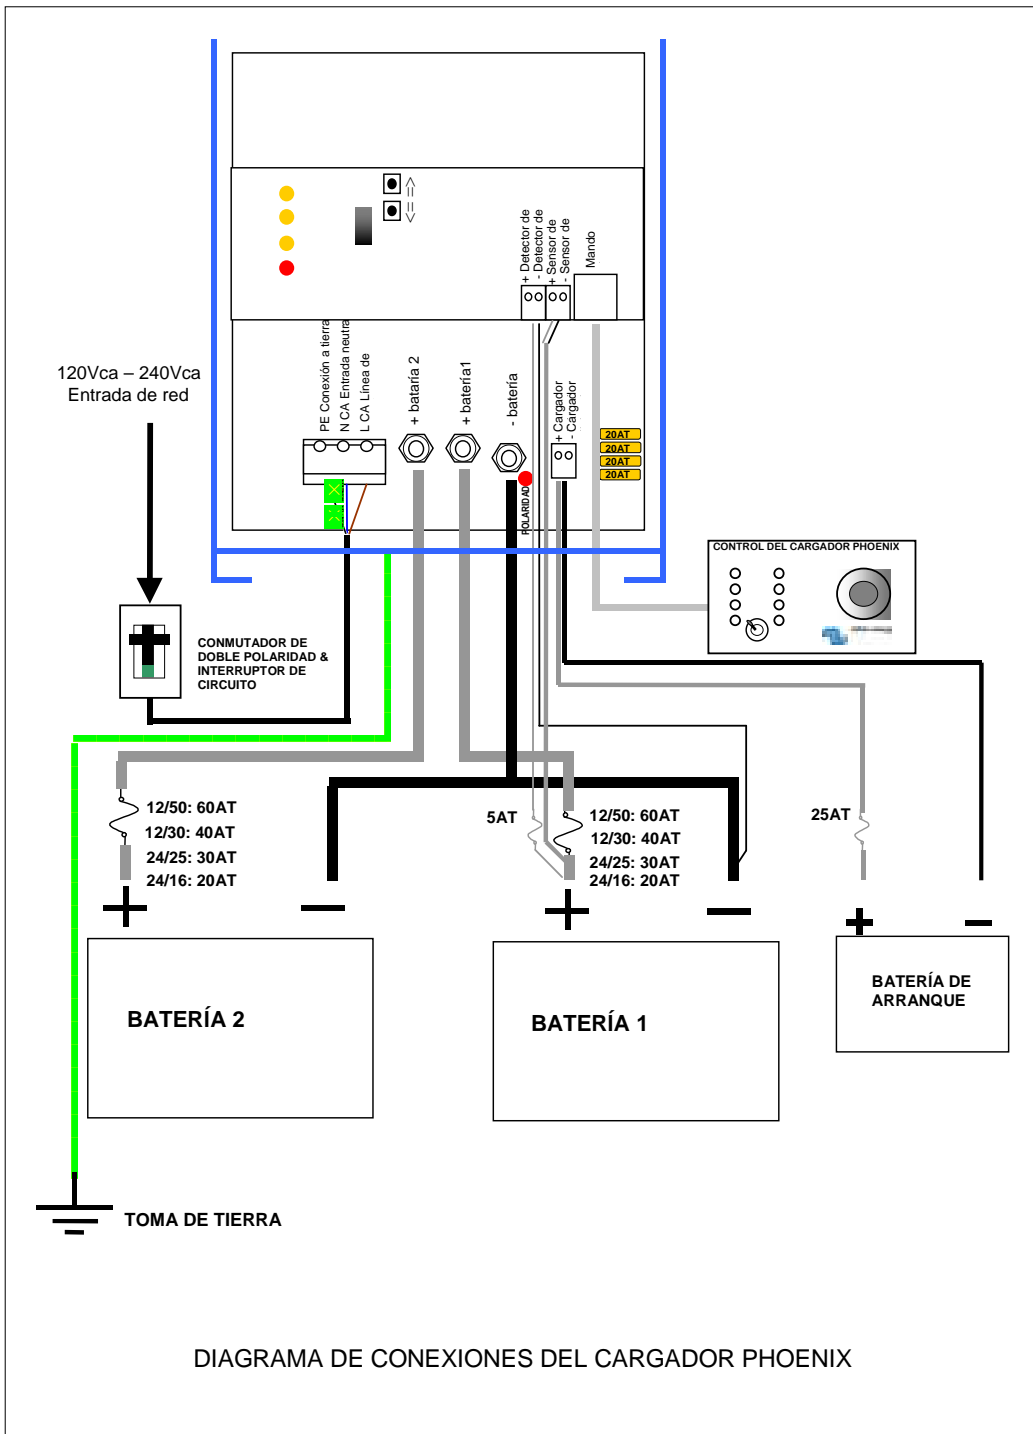 ==>
<==
+ Detector de
- Detector de
+ Sensor de
- Sensor de
Mando
120Vca – 240Vca
Entrada de red
PE Conexión a tierra
N CA Entrada neutra
L CA Línea de
+ bataría 2
+ batería1
- batería
POLARIDAD
+ Cargador
- Cargador
20AT
20AT
20AT
20AT
CONTROL DEL CARGADOR PHOENIX
CONMUTADOR DE
DOBLE POLARIDAD &
INTERRUPTOR DE
CIRCUITO
12/50: 60AT
12/30: 40AT
24/25: 30AT
24/16: 20AT
5AT
12/50: 60AT
12/30: 40AT
24/25: 30AT
24/16: 20AT
25AT
BATERÍA 2
BATERÍA 1
BATERÍA DE
ARRANQUE
TOMA DE TIERRA
DIAGRAMA DE CONEXIONES DEL CARGADOR PHOENIX